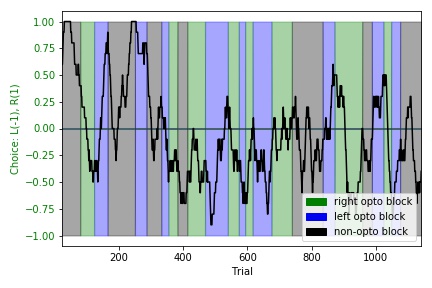 1.00
0.75
0.50
0.25
0.00
−0.25
−0.50
−0.75
−1.00
Choice: L(-1), R(1)
200
400
600
800
1000
Trial
right opto block
left opto block
non-opto block